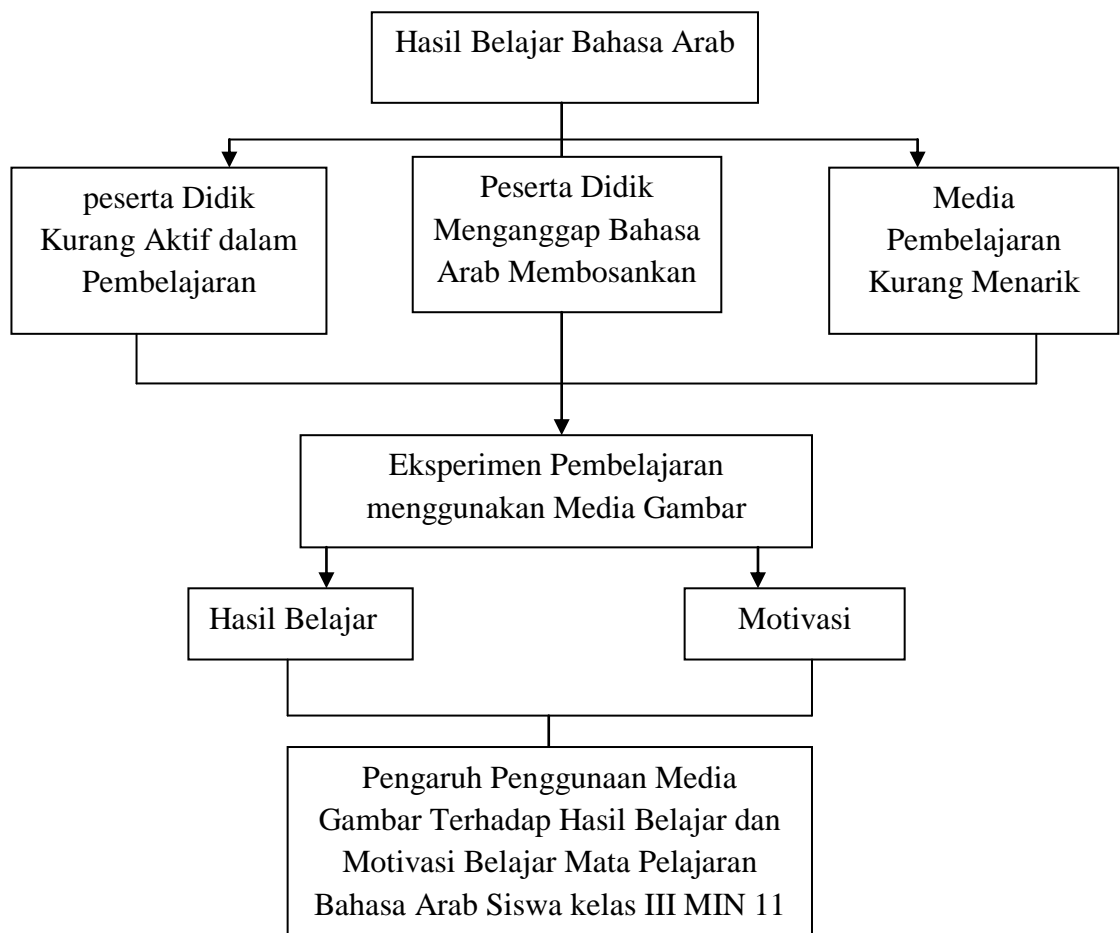 Hasil Belajar Bahasa Arab
peserta Didik
Kurang Aktif dalam
Pembelajaran
Peserta Didik
Menganggap Bahasa
Arab Membosankan
Media
Pembelajaran
Kurang Menarik
Eksperimen Pembelajaran
menggunakan Media Gambar
Hasil Belajar
Motivasi
Pengaruh Penggunaan Media
Gambar Terhadap Hasil Belajar dan
Motivasi Belajar Mata Pelajaran
Bahasa Arab Siswa kelas III MIN 11